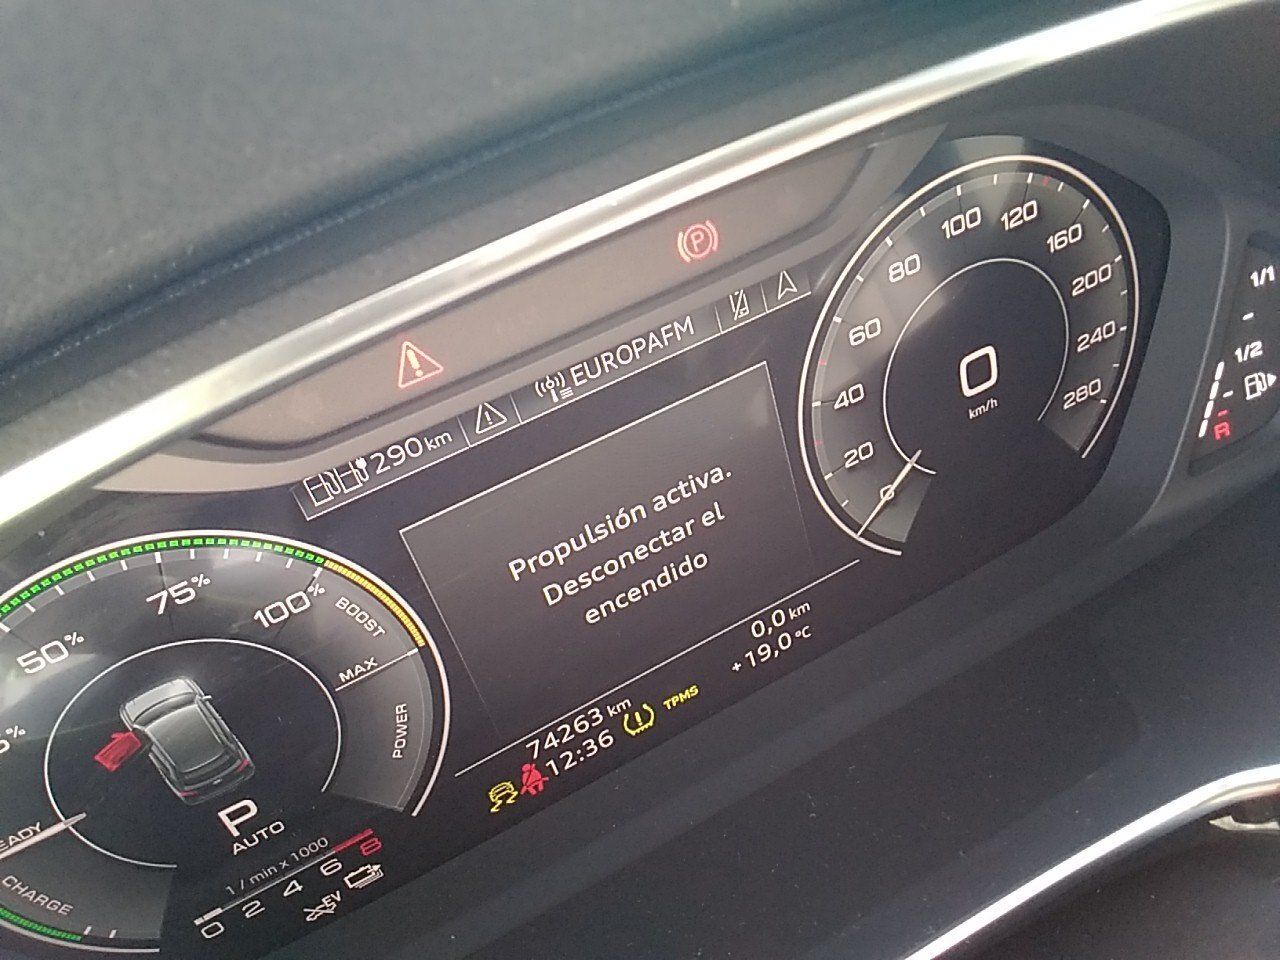 290 km
EUROPAFM
Propulsión activa.
Desconectar el
encendido
74263 km
0,0 km
12:36
TPMS
+19,0 °C
50%
75%
100%
BOOST
MAX
POWER
CHARGE
P
AUTO
1 / min x 1000
0 2 4 6 8
EV
0
20
40
60
80
100
120
160
200
240
280
0
km/h
1/1
1/2
R
P